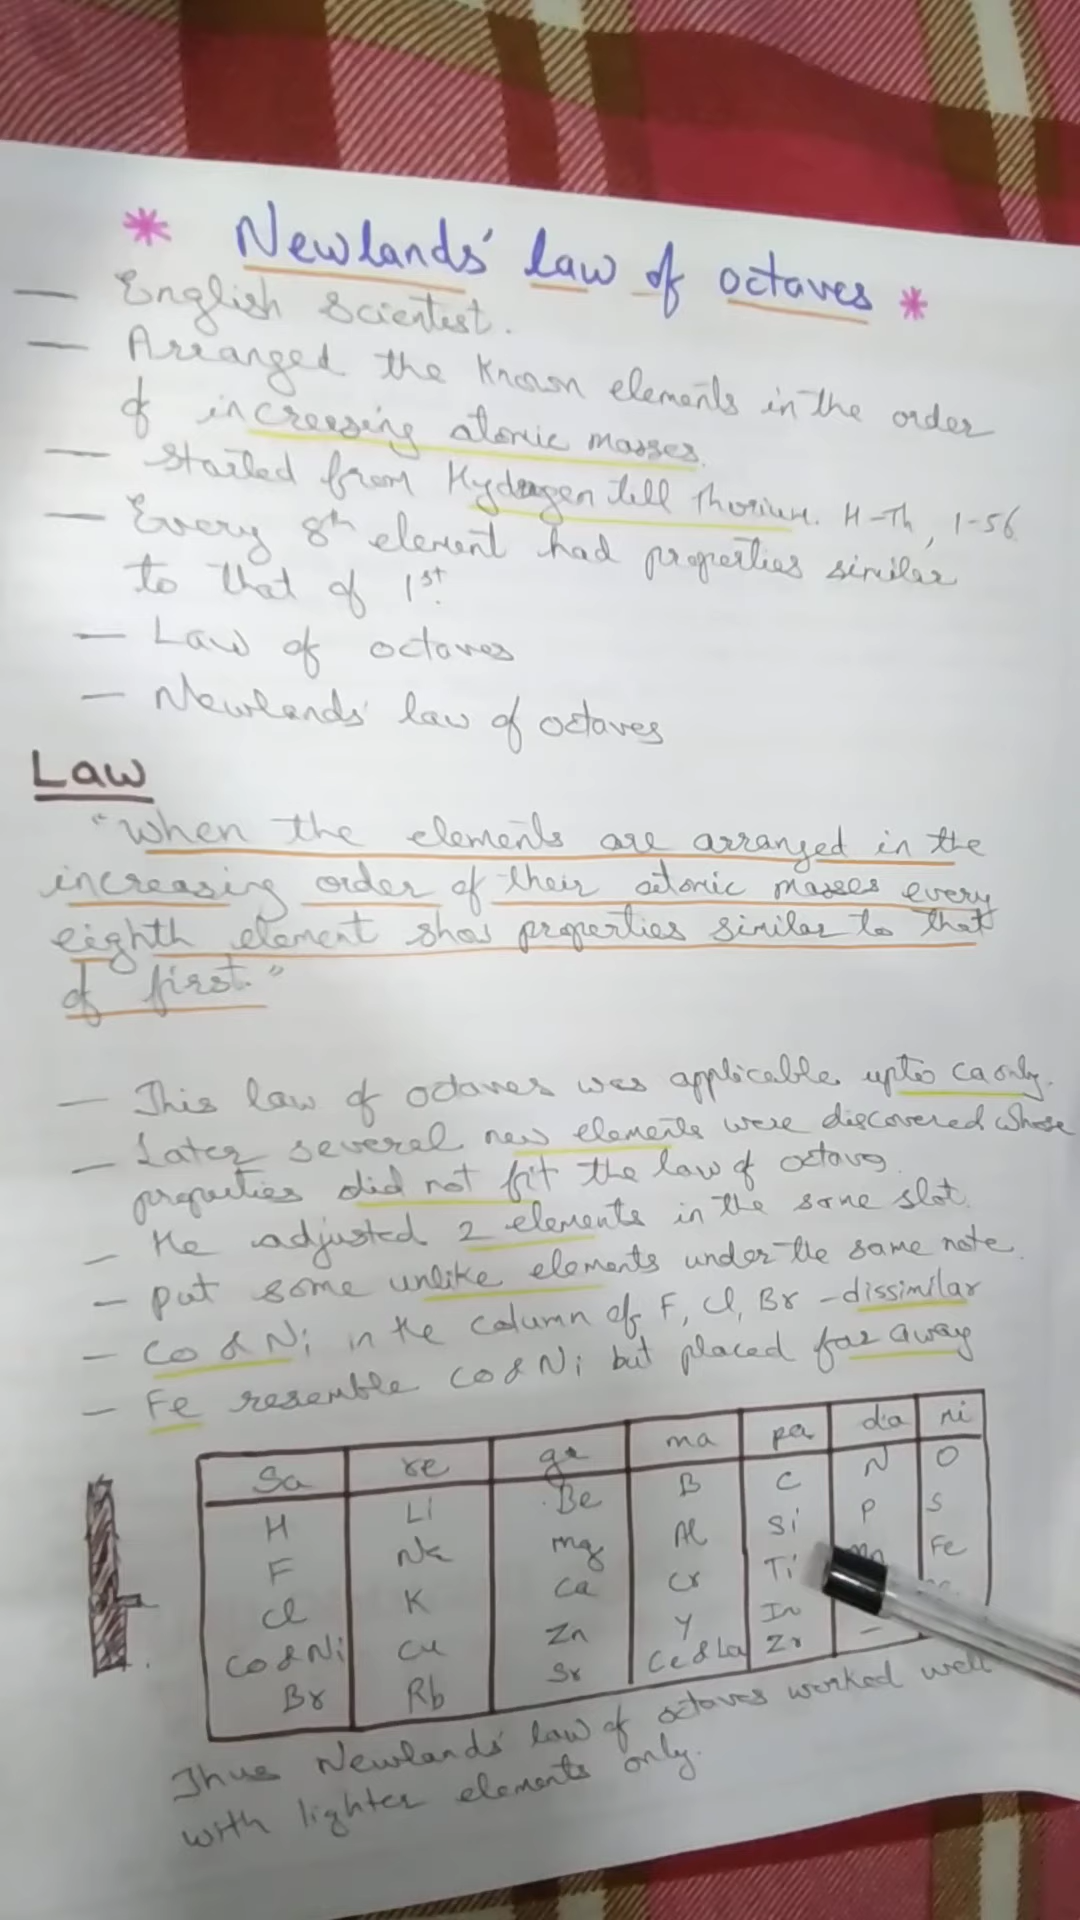 * Newlands' law of octaves *
— English Scientist.
— Arranged the known elements in the order
of increasing atomic masses.
— Started from Hydrogen till Thorium. H-Th, 1-56
— Every 8th element had properties similar
to that of 1st.
— Law of octaves
— Newlands' law of octaves
Law
"When the elements are arranged in the
increasing order of their atomic masses every
eighth element show properties similar to that
of first."
— This law of octaves was applicable upto Ca only.
— Later several new elements were discovered whose
properties did not fit the law of octave.
— He adjusted 2 elements in the same slot.
— put some unlike elements under the same note.
— Co & Ni in the column of F, Cl, Br - dissimilar
— Fe resemble Co & Ni but placed far away
Sa re ga ma pa da ni
H Li Be B C N O
F Na Mg Al Si P S
Cl K Ca Cr Ti Mn Fe
Co & Ni Cu Zn Y In
Br Rb Sr Ce & La Zr —
Thus Newlands' law of octaves worked well
with lighter elements only.